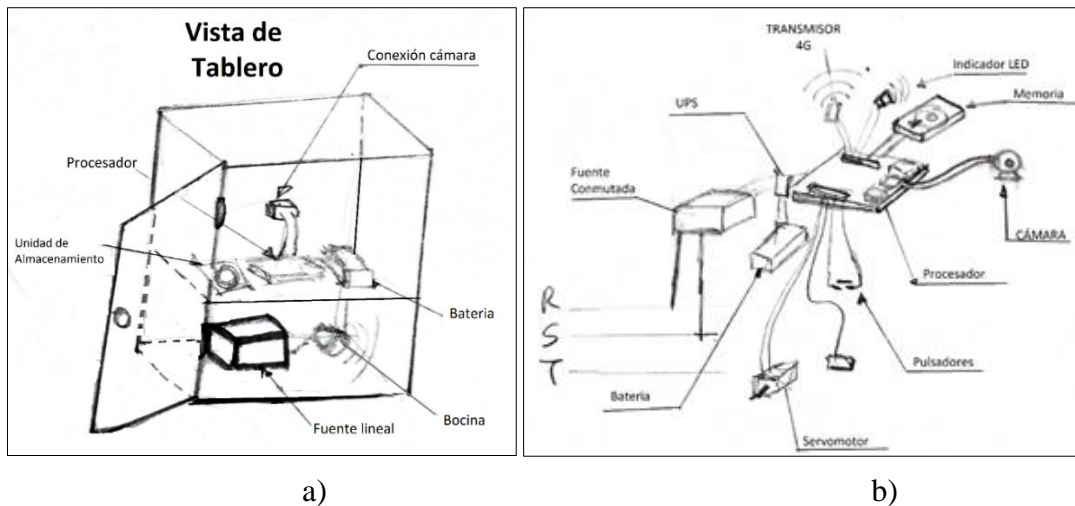 Vista de
Tablero
Conexión cámara
Procesador
Unidad de
Almacenamiento
Bateria
Bocina
Fuente lineal
a)
TRANSMISOR
4G
Indicador LED
Memoria
UPS
Fuente
Conmutada
CÁMARA
Procesador
R
S
T
Pulsadores
Batería
Servomotor
b)